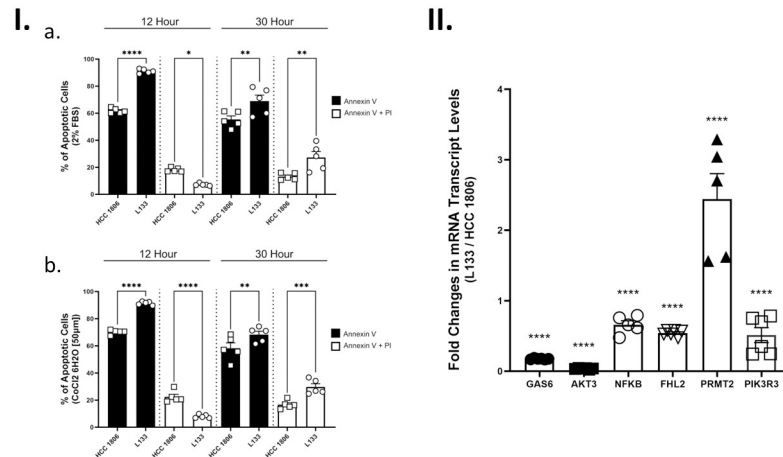 I.
a.
12 Hour
30 Hour
****
*
**
**
% of Apoptotic Cells
(2% FBS)
100
80
60
40
20
0
HCC 1806
L133
HCC 1806
L133
HCC 1806
L133
HCC 1806
L133
Annexin V
Annexin V + PI
b.
12 Hour
30 Hour
****
****
**
***
% of Apoptotic Cells
(CoCl2 6H2O [50µm])
100
80
60
40
20
0
HCC 1806
L133
HCC 1806
L133
HCC 1806
L133
HCC 1806
L133
Annexin V
Annexin V + PI
II.
Fold Changes in mRNA Transcript Levels
(L133 / HCC 1806)
4
3
2
1
0
****
****
****
****
****
****
GAS6
AKT3
NFKB
FHL2
PRMT2
PIK3R3